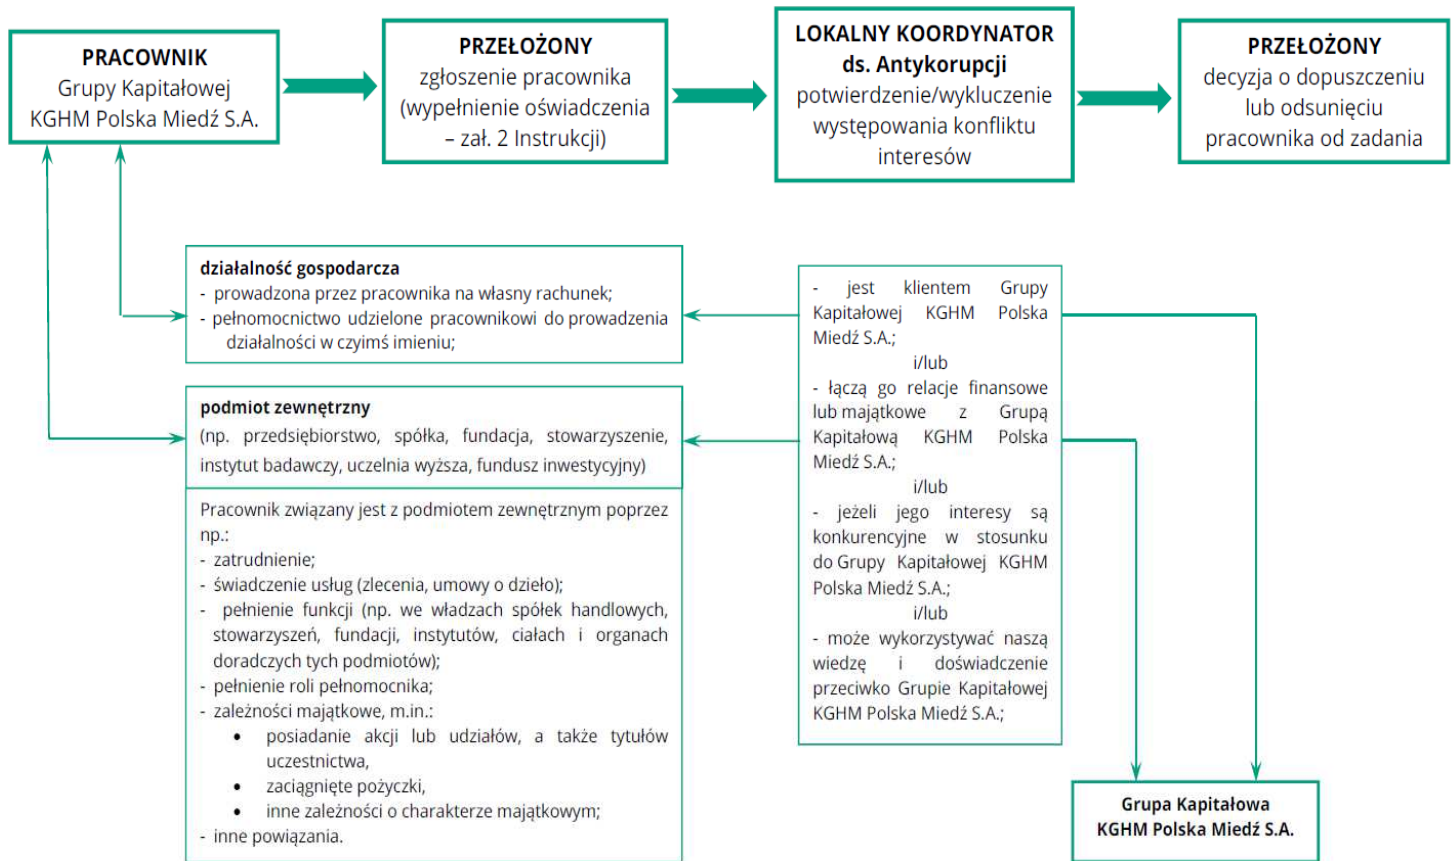 PRACOWNIK
Grupy Kapitałowej
KGHM Polska Miedź S.A.
PRZEŁOŻONY
zgłoszenie pracownika
(wypełnienie oświadczenia
– zał. 2 Instrukcji)
LOKALNY KOORDYNATOR
ds. Antykorupcji
potwierdzenie/wykluczenie
występowania konfliktu
interesów
PRZEŁOŻONY
decyzja o dopuszczeniu
lub odsunięciu
pracownika od zadania
działalność gospodarcza
- prowadzona przez pracownika na własny rachunek;
- pełnomocnictwo udzielone pracownikowi do prowadzenia
działalności w czyimś imieniu;
podmiot zewnętrzny
(np. przedsiębiorstwo, spółka, fundacja, stowarzyszenie,
instytut badawczy, uczelnia wyższa, fundusz inwestycyjny)
Pracownik związany jest z podmiotem zewnętrznym poprzez
np.:
- zatrudnienie;
- świadczenie usług (zlecenia, umowy o dzieło);
- pełnienie funkcji (np. we władzach spółek handlowych,
stowarzyszeń, fundacji, instytutów, ciałach i organach
doradczych tych podmiotów);
- pełnienie roli pełnomocnika;
- zależności majątkowe, m.in.:
• posiadanie akcji lub udziałów, a także tytułów
uczestnictwa,
• zaciągnięte pożyczki,
• inne zależności o charakterze majątkowym;
- inne powiązania.
- jest klientem Grupy
Kapitałowej KGHM Polska
Miedź S.A.;
i/lub
- łączą go relacje finansowe
lub majątkowe z Grupą
Kapitałową KGHM Polska
Miedź S.A.;
i/lub
- jeżeli jego interesy są
konkurencyjne w stosunku
do Grupy Kapitałowej KGHM
Polska Miedź S.A.;
i/lub
- może wykorzystywać naszą
wiedzę i doświadczenie
przeciwko Grupie Kapitałowej
KGHM Polska Miedź S.A.;
Grupa Kapitałowa
KGHM Polska Miedź S.A.